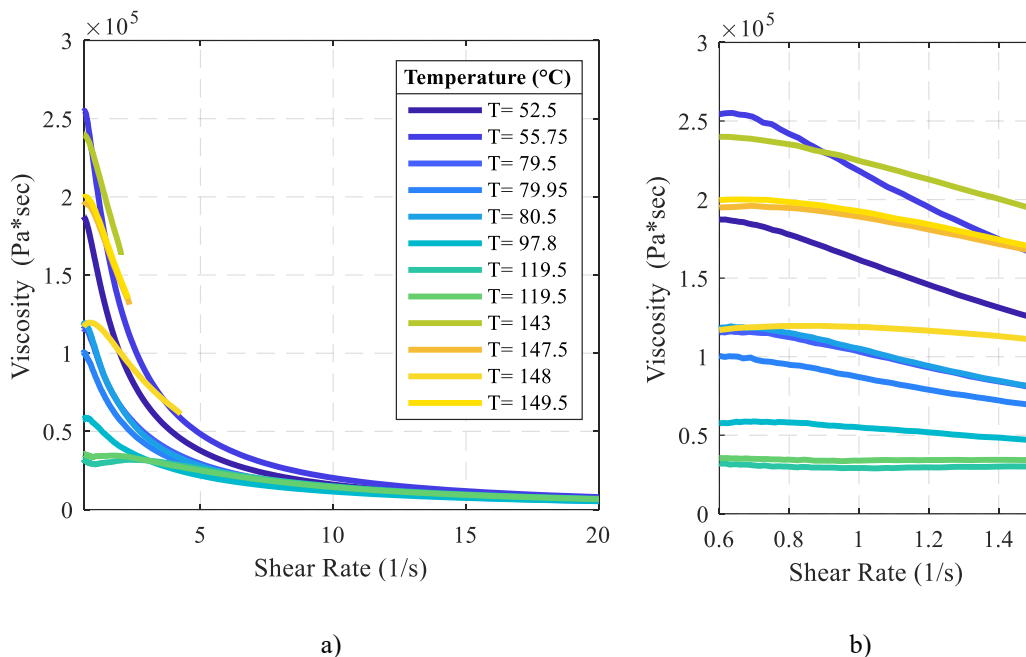 ×10^5
3
2.5
2
1.5
1
0.5
0
5
10
15
20
Viscosity (Pa*sec)
Shear Rate (1/s)
Temperature (°C)
T= 52.5
T= 55.75
T= 79.5
T= 79.95
T= 80.5
T= 97.8
T= 119.5
T= 119.5
T= 143
T= 147.5
T= 148
T= 149.5
a)
×10^5
3
2.5
2
1.5
1
0.5
0
0.6
0.8
1
1.2
1.4
Viscosity (Pa*sec)
Shear Rate (1/s)
b)